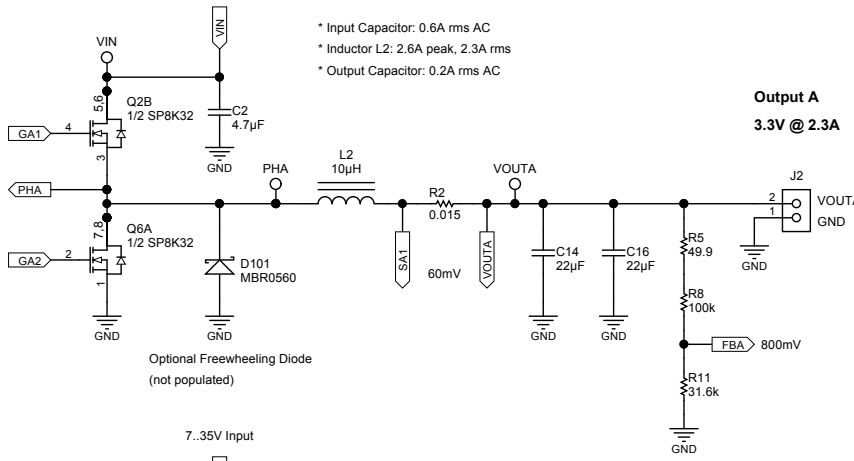 VIN
VIN
* Input Capacitor: 0.6A rms AC
* Inductor L2: 2.6A peak, 2.3A rms
* Output Capacitor: 0.2A rms AC
Output A
3.3V @ 2.3A
5,6
Q2B
1/2 SP8K32
GA1
4
3
C2
4.7µF
GND
PHA
PHA
L2
10µH
R2
0.015
VOUTA
J2
2
1
VOUTA
GND
GND
7,8
Q6A
1/2 SP8K32
GA2
2
1
GND
D101
MBR0560
GND
SA1
60mV
VOUTA
C14
22µF
GND
C16
22µF
GND
R5
49.9
R8
100k
FBA
800mV
R11
31.6k
GND
Optional Freewheeling Diode
(not populated)
7..35V Input